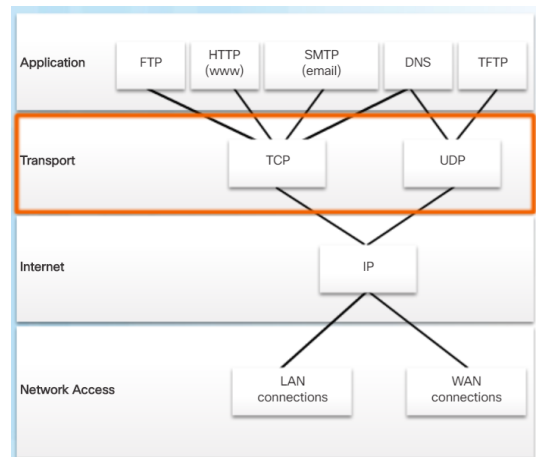 Application
FTP
HTTP
(www)
SMTP
(email)
DNS
TFTP
Transport
TCP
UDP
Internet
IP
Network Access
LAN
connections
WAN
connections